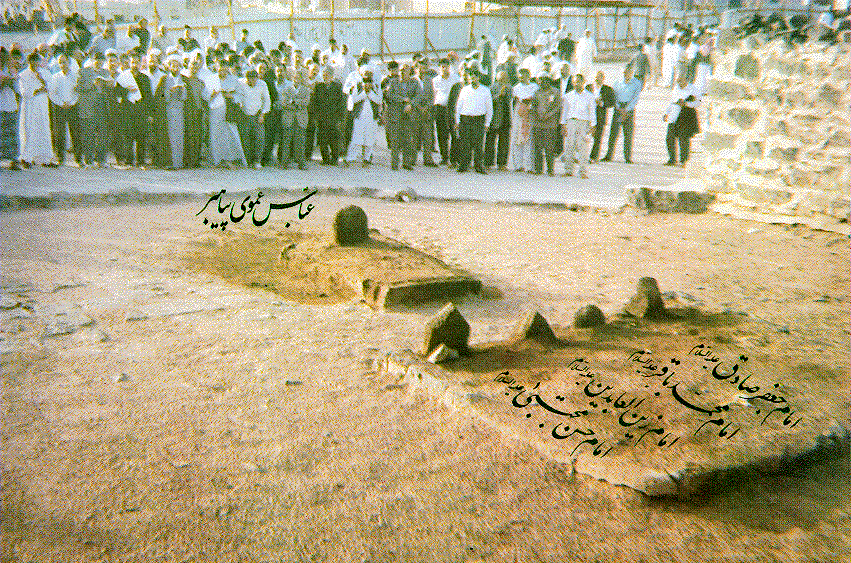 عباس عموی پیامبر
امام جعفر صادق علیه السلام
امام محمد باقر علیه السلام
امام زین العابدین علیه السلام
امام حسن مجتبی علیه السلام